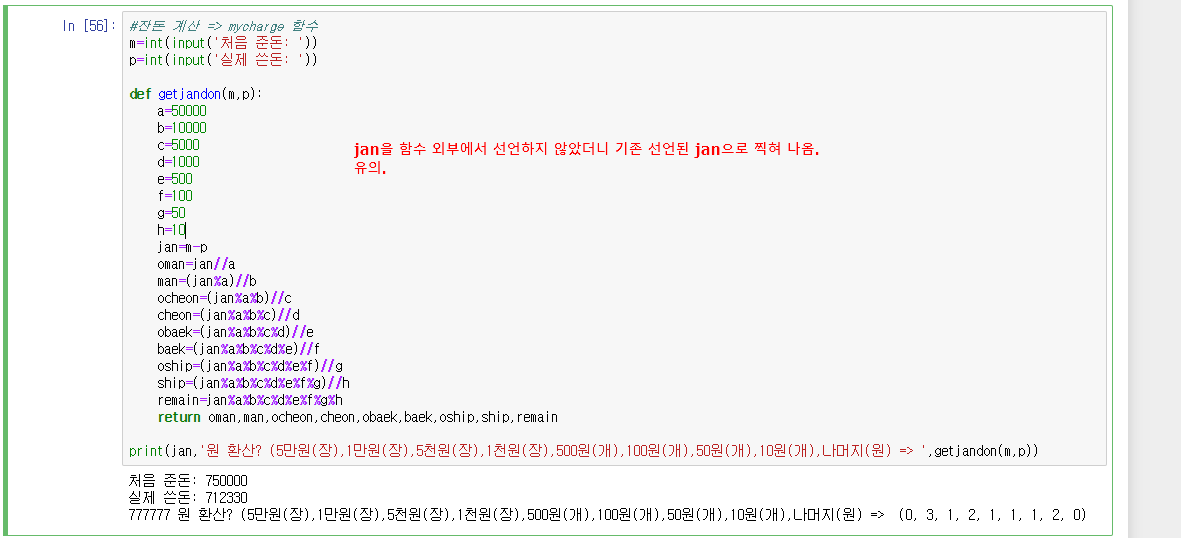 In [56]: #잔돈 계산 => mycharge 함수
m=int(input('처음 준돈: '))
p=int(input('실제 쓴돈: '))
def getjandon(m,p):
a=50000
b=10000
c=5000
d=1000
e=500
f=100
g=50
h=10
jan=m-p
oman=jan//a
man=(jan%a)//b
ocheon=(jan%a%b)//c
cheon=(jan%a%b%c)//d
obaek=(jan%a%b%c%d)//e
baek=(jan%a%b%c%d%e)//f
oship=(jan%a%b%c%d%e%f)//g
ship=(jan%a%b%c%d%e%f%g)//h
remain=jan%a%b%c%d%e%f%g%h
return oman,man,ocheon,cheon,obaek,baek,oship,ship,remain
jan을 함수 외부에서 선언하지 않았더니 기존 선언된 jan으로 찍혀 나옴.
유의.
print(jan,'원 환산? (5만원(장),1만원(장),5천원(장),1천원(장),500원(개),100원(개),50원(개),10원(개),나머지(원) => ',getjandon(m,p))
처음 준돈: 750000
실제 쓴돈: 712330
777777 원 환산? (5만원(장),1만원(장),5천원(장),1천원(장),500원(개),100원(개),50원(개),10원(개),나머지(원) => (0, 3, 1, 2, 1, 1, 1, 2, 0)